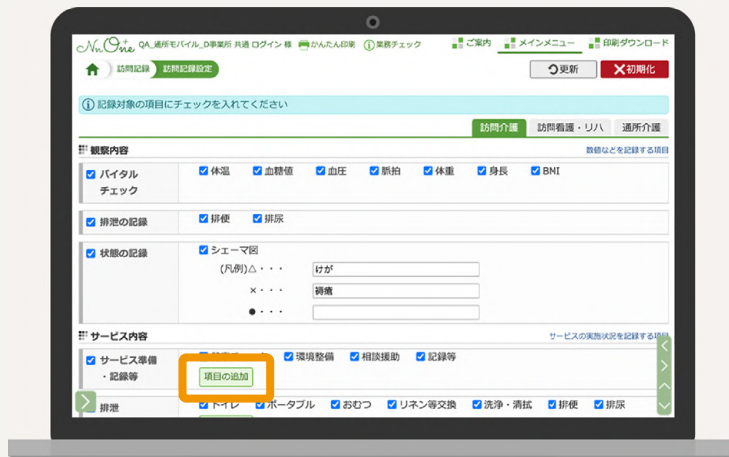 Nn One QA_通所モバイル_D事業所 共通 ログイン 様 かんたん印刷 業務チェック ご案内 メインメニュー 印刷ダウンロード
訪問記録 訪問記録設定 更新 初期化
記録対象の項目にチェックを入れてください
訪問介護 訪問看護・リハ 通所介護
観察内容 数値などを記録する項目
バイタル 体温 血糖値 血圧 脈拍 体重 身長 BMI
チェック
排泄の記録 排便 排尿
状態の記録 シェーマ図
(凡例)△・・・ けが
×・・・ 褥瘡
●・・・
サービス内容 サービスの実施状況を記録する項目
サービス準備 環境整備 相談援助 記録等
・記録等 項目の追加
排泄 トイレ ポータブル おむつ リネン等交換 洗浄・清拭 排便 排尿